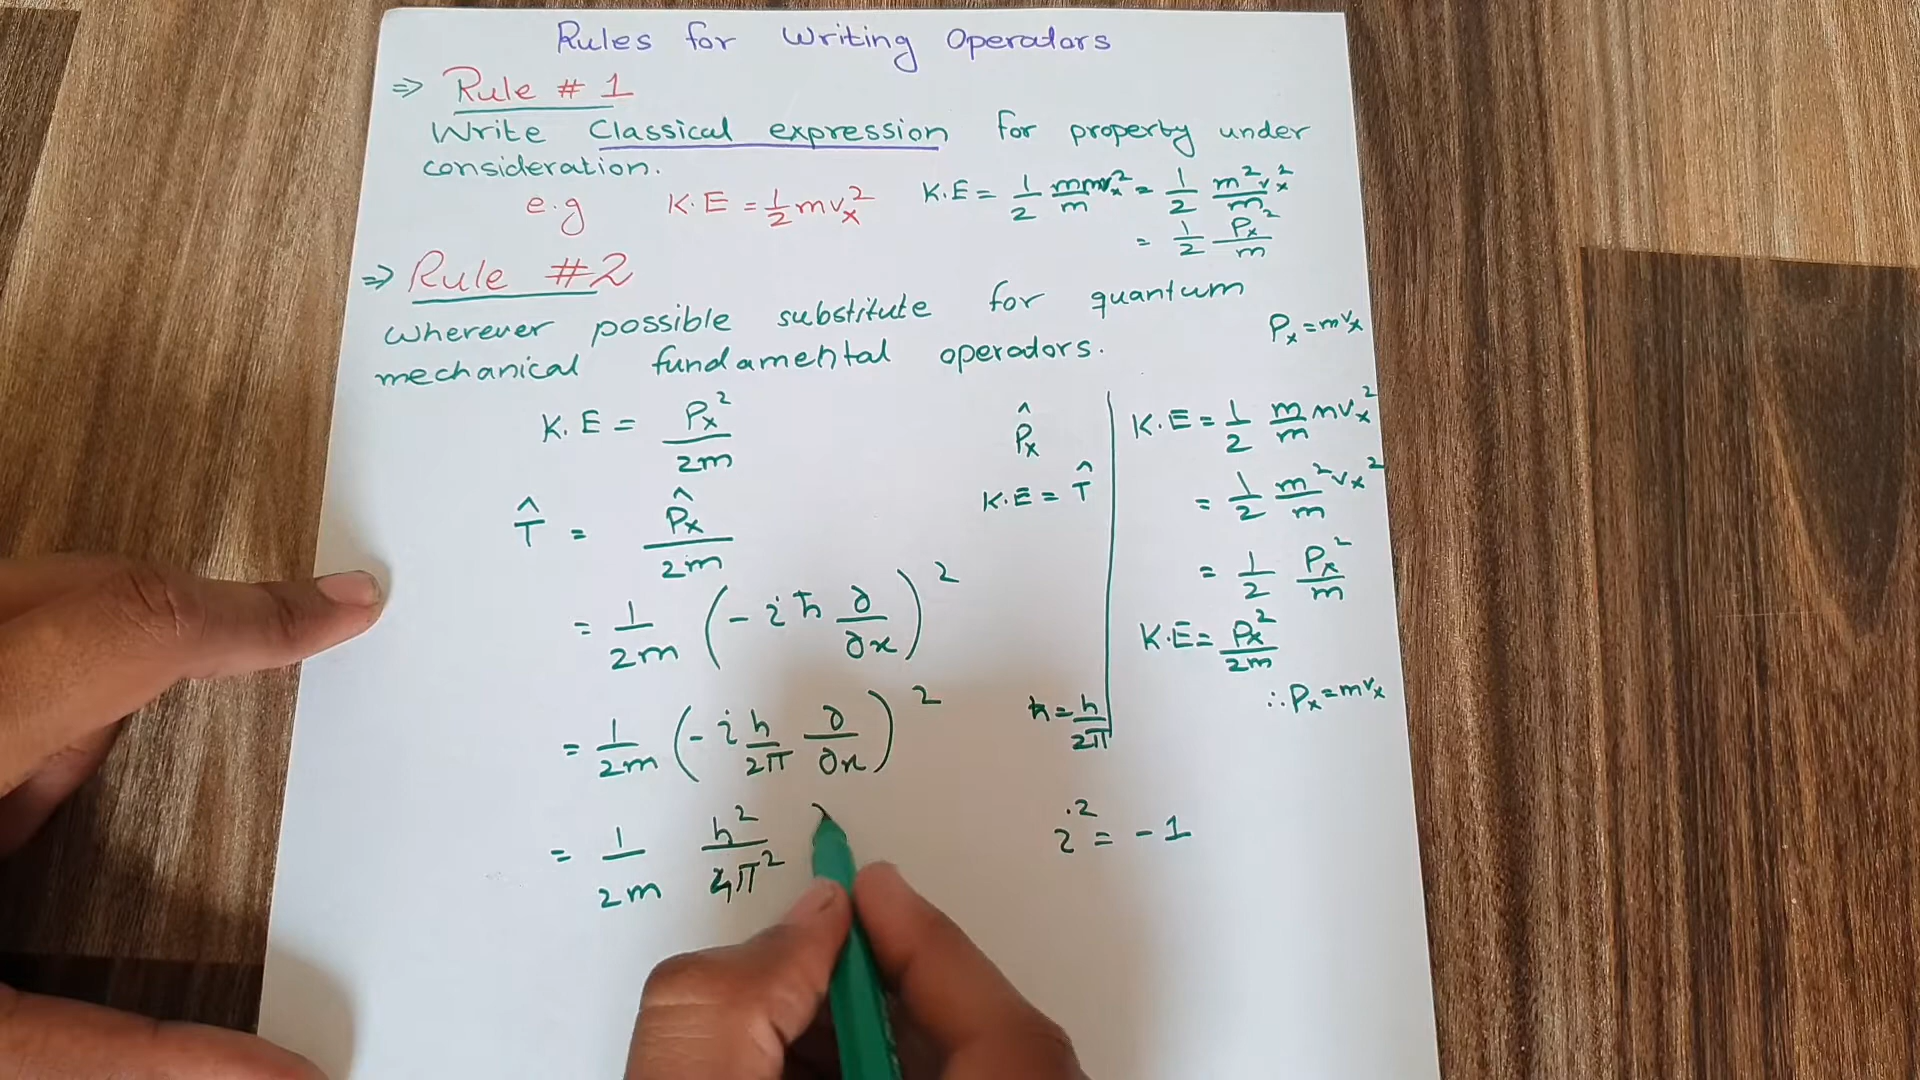 Rules for Writing Operators
⇒ Rule # 1
Write Classical expression for property under
consideration.
e.g K.E = 1/2 mvₓ² K.E = 1/2 mmvₓ²/m = 1/2 m²vₓ²/m
= 1/2 Pₓ²/m
⇒ Rule #2
Wherever possible substitute for quantum
mechanical fundamental operators.
Pₓ = mvₓ
K.E = Pₓ²/2m
T̂ = P̂ₓ/2m
= 1/2m (-iħ ∂/∂x)²
= 1/2m (-i h/2π ∂/∂x)²
= 1/2m h²/4π²
P̂ₓ
K.E = T̂
ħ = h/2π
i² = -1
K.E = 1/2 m/m mvₓ²
= 1/2 m²vₓ²/m
= 1/2 Pₓ²/m
K.E = Pₓ²/2m
∴ Pₓ = mvₓ